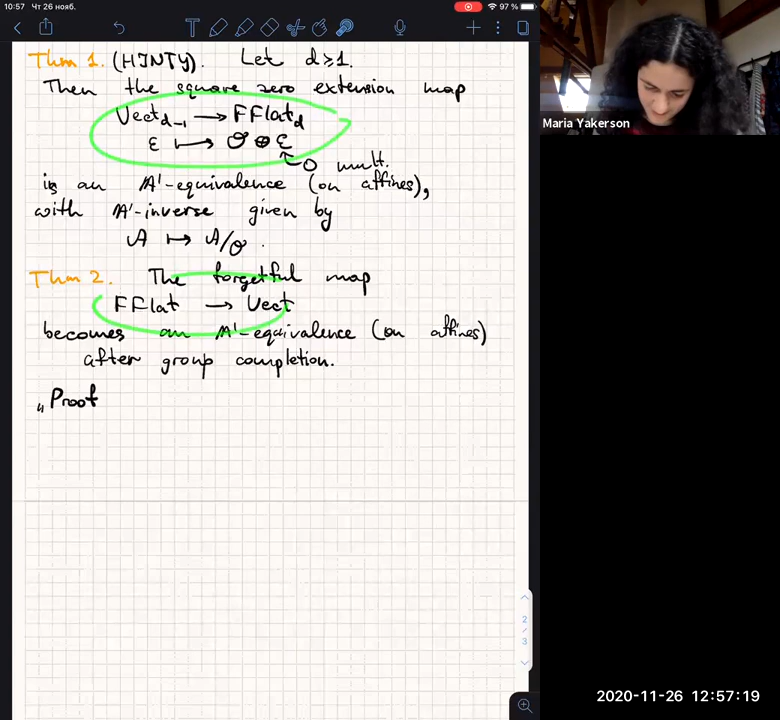 10:57 Чт 26 нояб.
97 %
Thm 1. (HJNTY). Let d ⩾ 1.
Then the square zero extension map
Vect_{d-1} ⟶ FFlat_d
ℰ ⟼ 𝒪 ⊕ ℰ
↖ 0 mult.
is an A¹-equivalence (on affines),
with A¹-inverse given by
𝒜 ↦ 𝒜/𝒪 .
Thm 2. The forgetful map
FFlat ⟶ Vect
becomes an A¹-equivalence (on affines)
after group completion.
„Proof
2
/
3
Maria Yakerson
2020-11-26 12:57:19